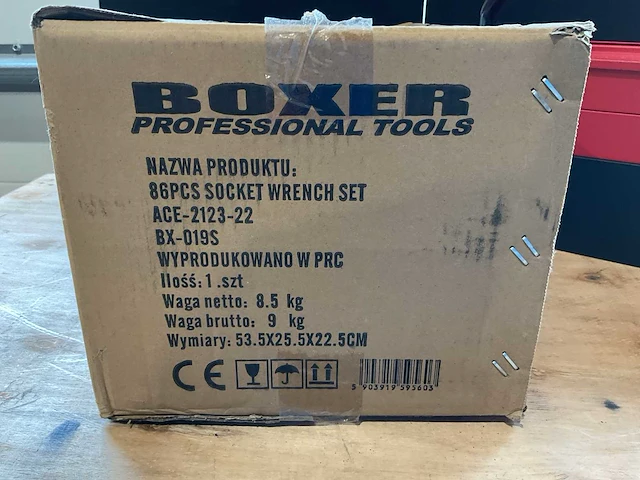 BOXER
PROFESSIONAL TOOLS
NAZWA PRODUKTU:
86PCS SOCKET WRENCH SET
ACE-2123-22
BX-019S
WYPRODUKOWANO W PRC
Ilość: 1 .szt
Waga netto: 8.5 kg
Waga brutto: 9 kg
Wymiary: 53.5X25.5X22.5CM
CE
5 903919 593603